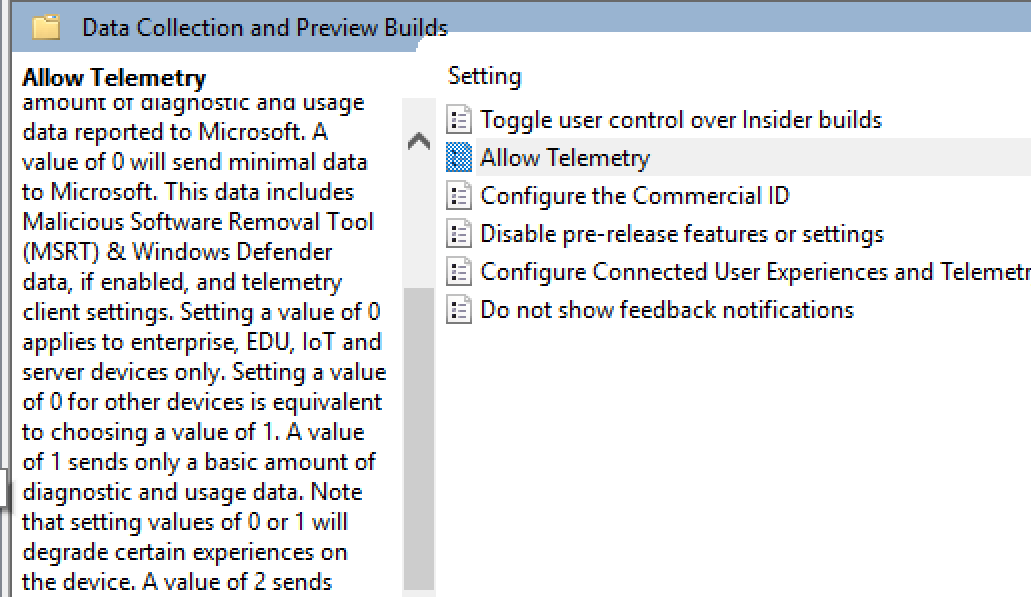 Data Collection and Preview Builds
Allow Telemetry
amount of diagnostic and usage
data reported to Microsoft. A
value of 0 will send minimal data
to Microsoft. This data includes
Malicious Software Removal Tool
(MSRT) & Windows Defender
data, if enabled, and telemetry
client settings. Setting a value of 0
applies to enterprise, EDU, IoT and
server devices only. Setting a value
of 0 for other devices is equivalent
to choosing a value of 1. A value
of 1 sends only a basic amount of
diagnostic and usage data. Note
that setting values of 0 or 1 will
degrade certain experiences on
the device. A value of 2 sends
Setting
Toggle user control over Insider builds
Allow Telemetry
Configure the Commercial ID
Disable pre-release features or settings
Configure Connected User Experiences and Telemetr
Do not show feedback notifications